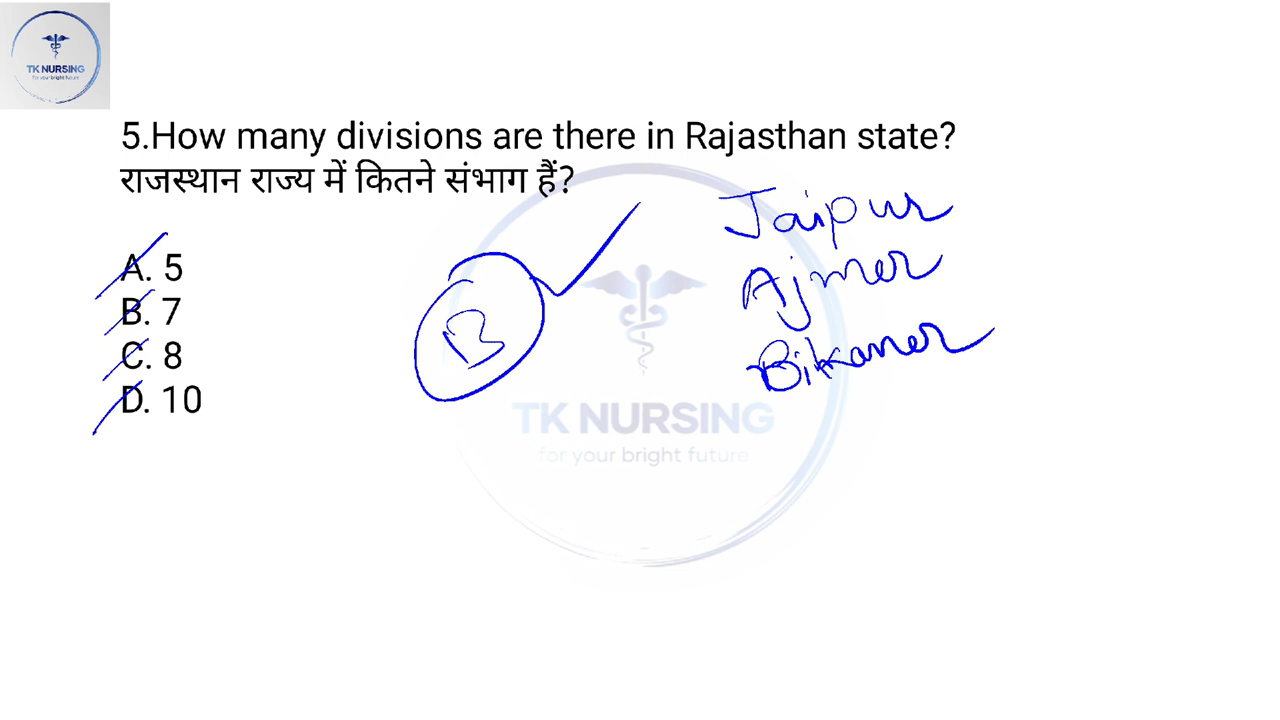 TK NURSING
for your bright future
5.How many divisions are there in Rajasthan state?
राजस्थान राज्य में कितने संभाग हैं?
A. 5
B. 7
C. 8
D. 10
B
Jaipur
Ajmer
Bikaner
TK NURSING
for your bright future